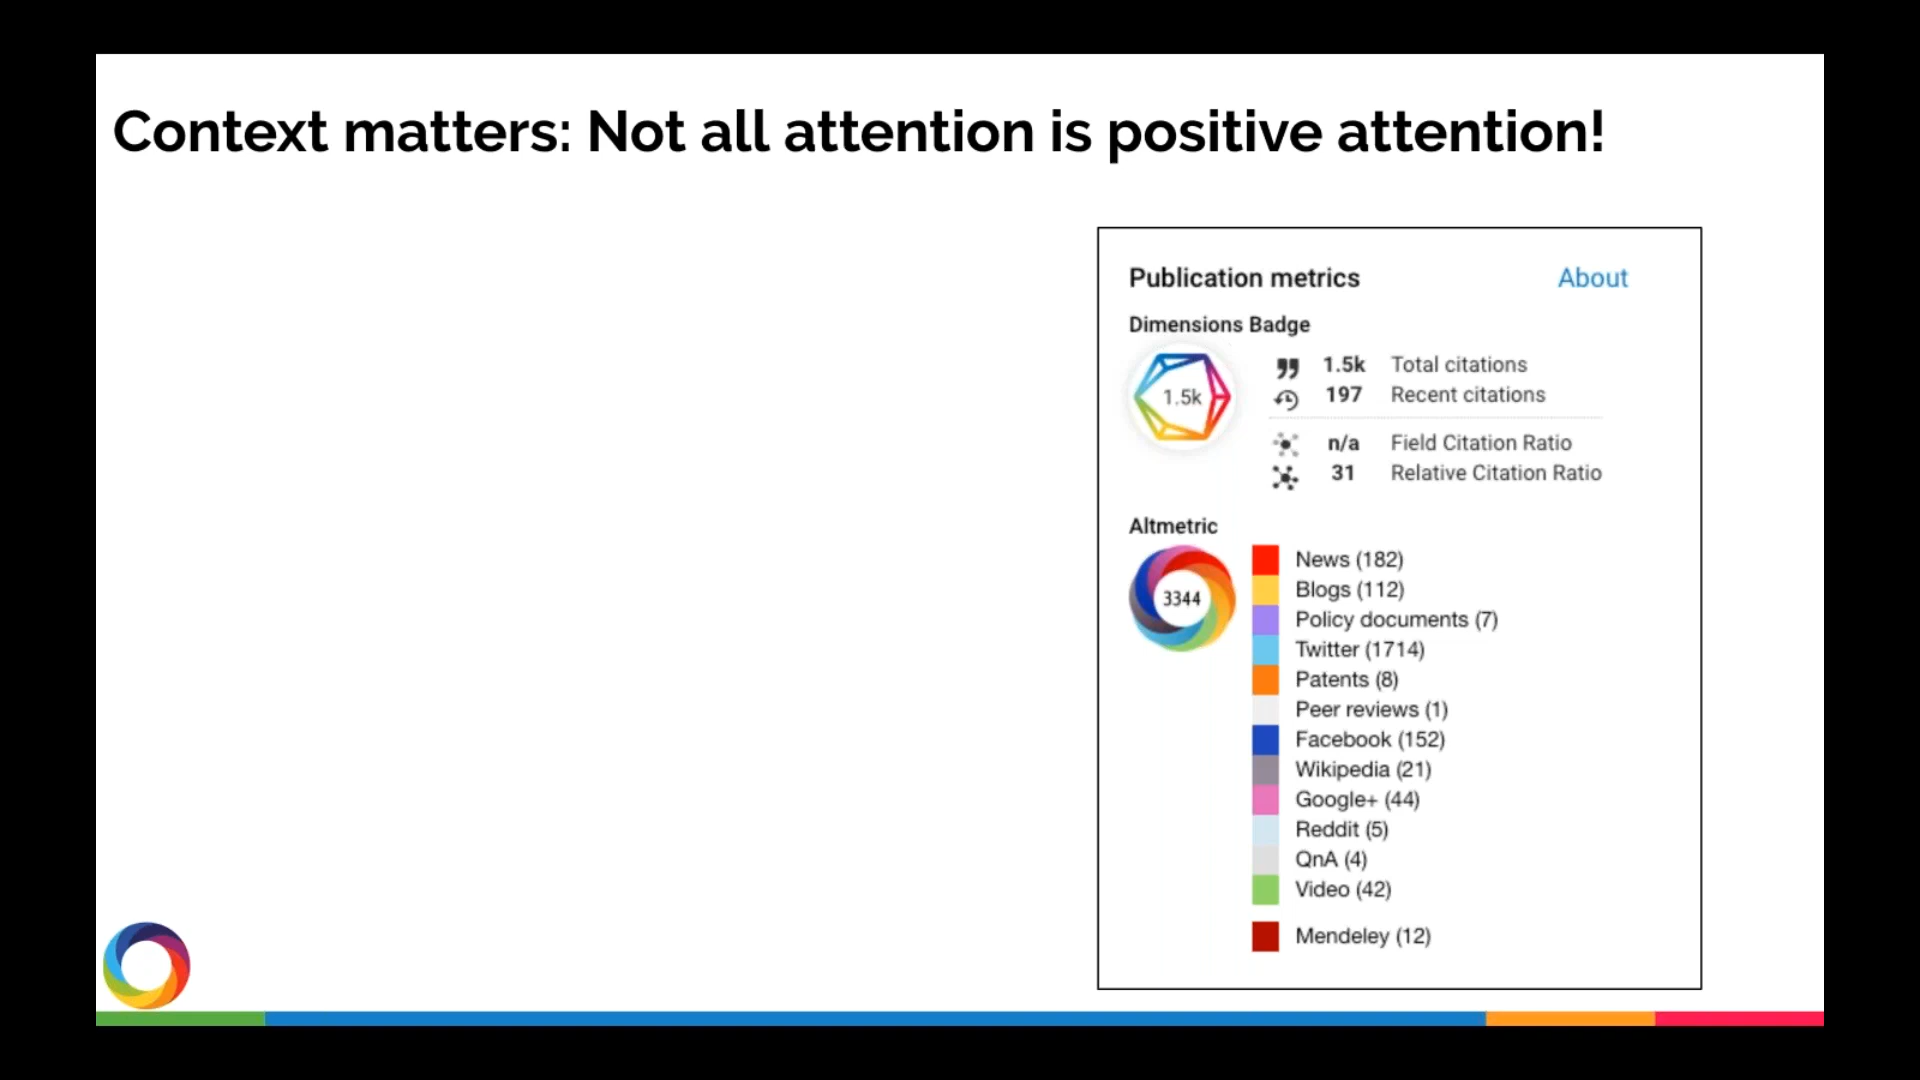 Context matters: Not all attention is positive attention!
Publication metrics About
Dimensions Badge
1.5k
1.5k Total citations
197 Recent citations
n/a Field Citation Ratio
31 Relative Citation Ratio
Altmetric
3344
News (182)
Blogs (112)
Policy documents (7)
Twitter (1714)
Patents (8)
Peer reviews (1)
Facebook (152)
Wikipedia (21)
Google+ (44)
Reddit (5)
QnA (4)
Video (42)
Mendeley (12)